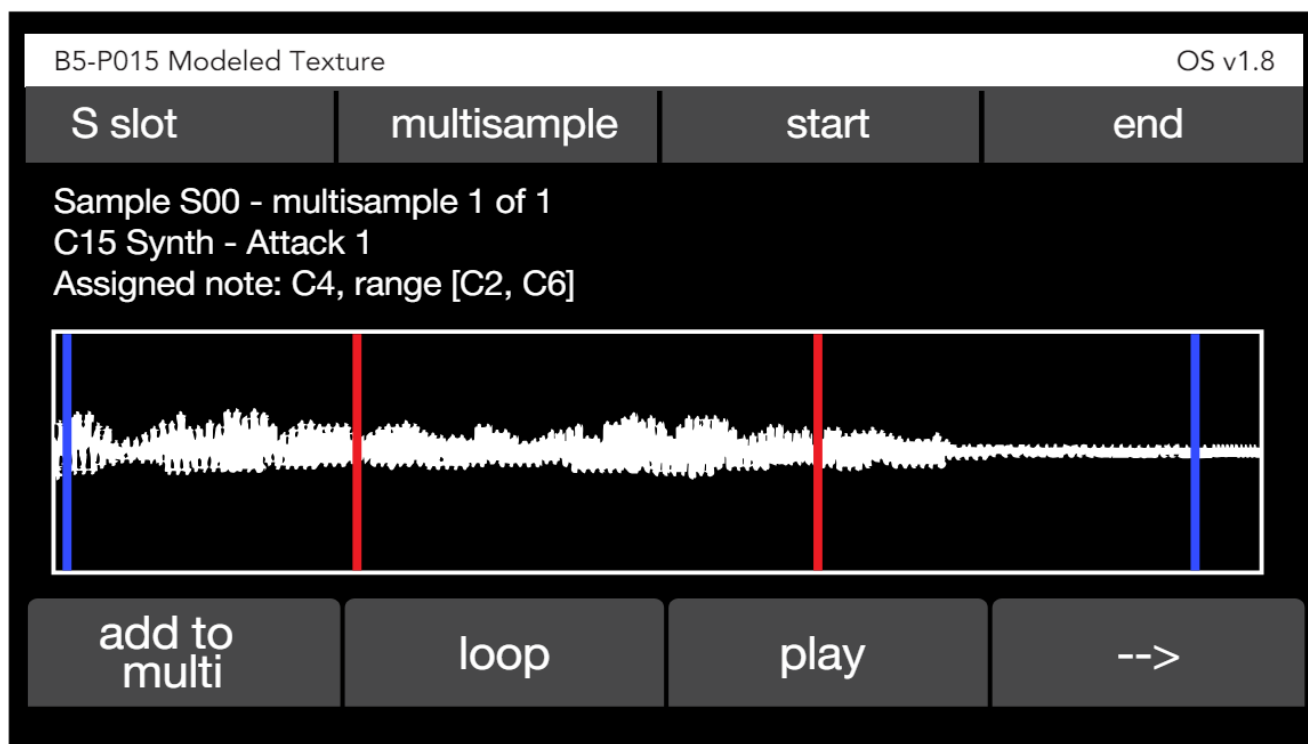 B5-P015 Modeled Texture OS v1.8
S slot multisample start end
Sample S00 - multisample 1 of 1
C15 Synth - Attack 1
Assigned note: C4, range [C2, C6]
add to
multi
loop
play
-->